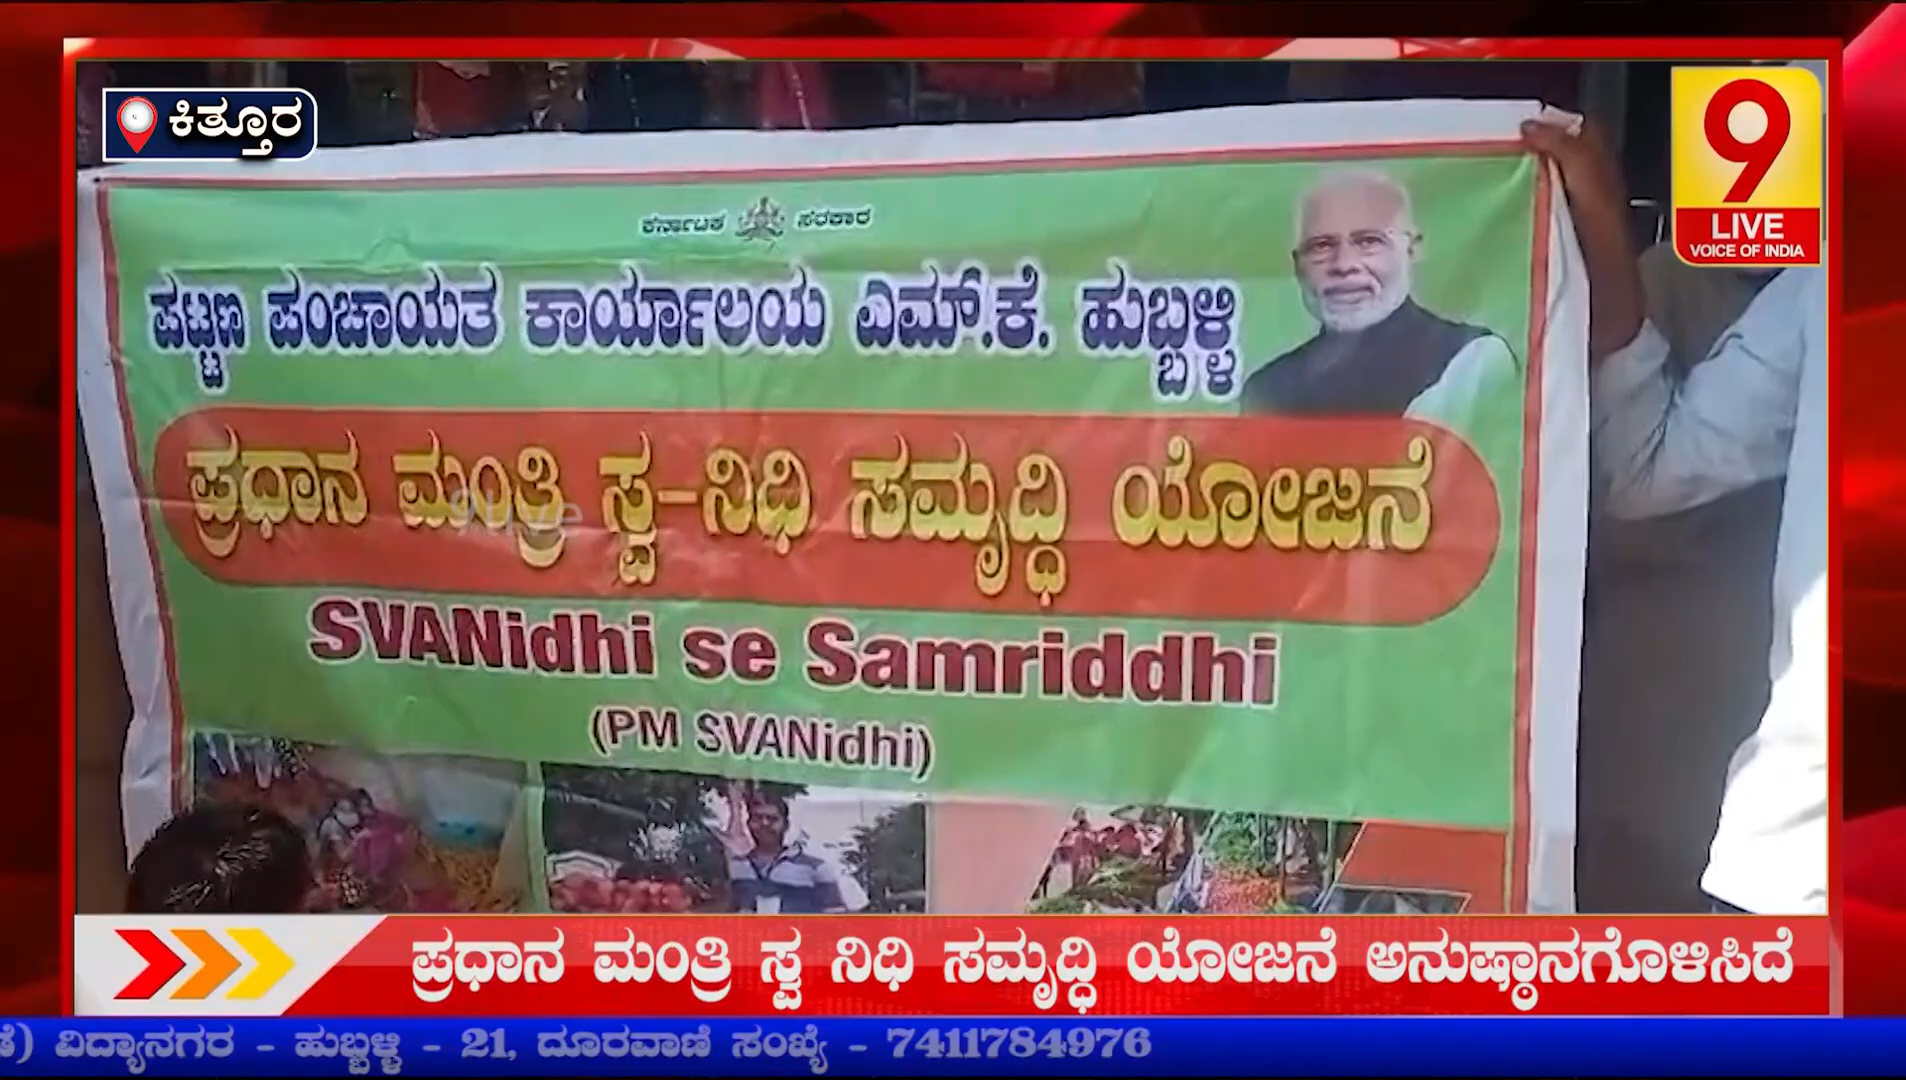 ಕಿತ್ತೂರ
9
LIVE
VOICE OF INDIA
ಕರ್ನಾಟಕ ಸರಕಾರ
ಪಟ್ಟಣ ಪಂಚಾಯತ ಕಾರ್ಯಾಲಯ ಎಮ್.ಕೆ. ಹುಬ್ಬಳ್ಳಿ
ಪ್ರಧಾನ ಮಂತ್ರಿ ಸ್ವ-ನಿಧಿ ಸಮೃದ್ಧಿ ಯೋಜನೆ
9live
SVANidhi se Samriddhi
(PM SVANidhi)
ಪ್ರಧಾನ ಮಂತ್ರಿ ಸ್ವ ನಿಧಿ ಸಮೃದ್ಧಿ ಯೋಜನೆ ಅನುಷ್ಠಾನಗೊಳಿಸಿದೆ
ವಿದ್ಯಾನಗರ - ಹುಬ್ಬಳ್ಳಿ - 21, ದೂರವಾಣಿ ಸಂಖ್ಯೆ - 7411784976